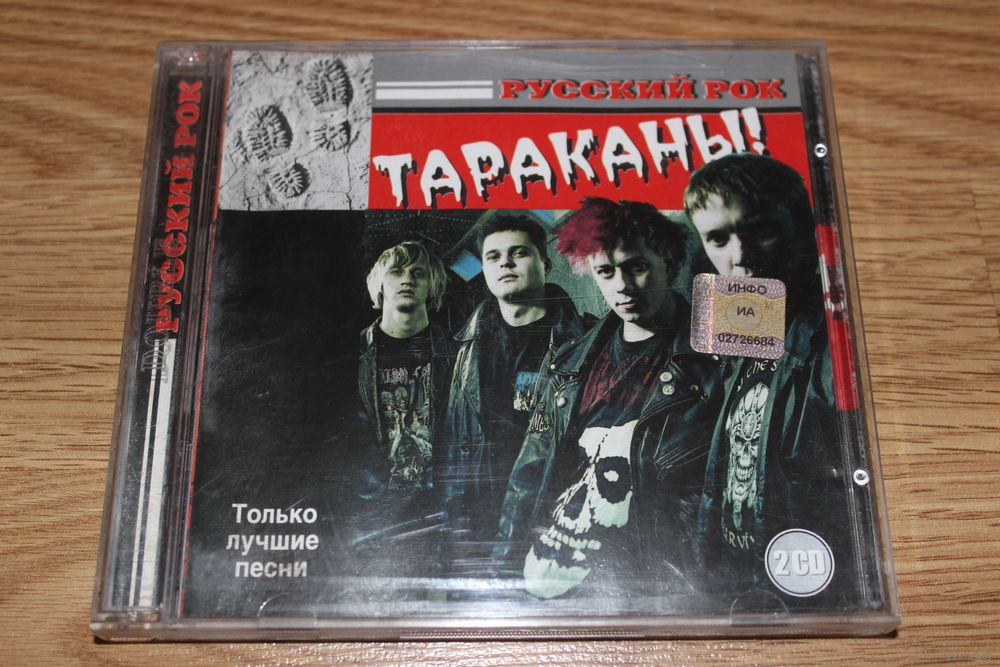 РУССКИЙ РОК
РУССКИЙ РОК
ТАРАКАНЫ!
ИНФО
ИА
02726684
Только
лучшие
песни
2CD